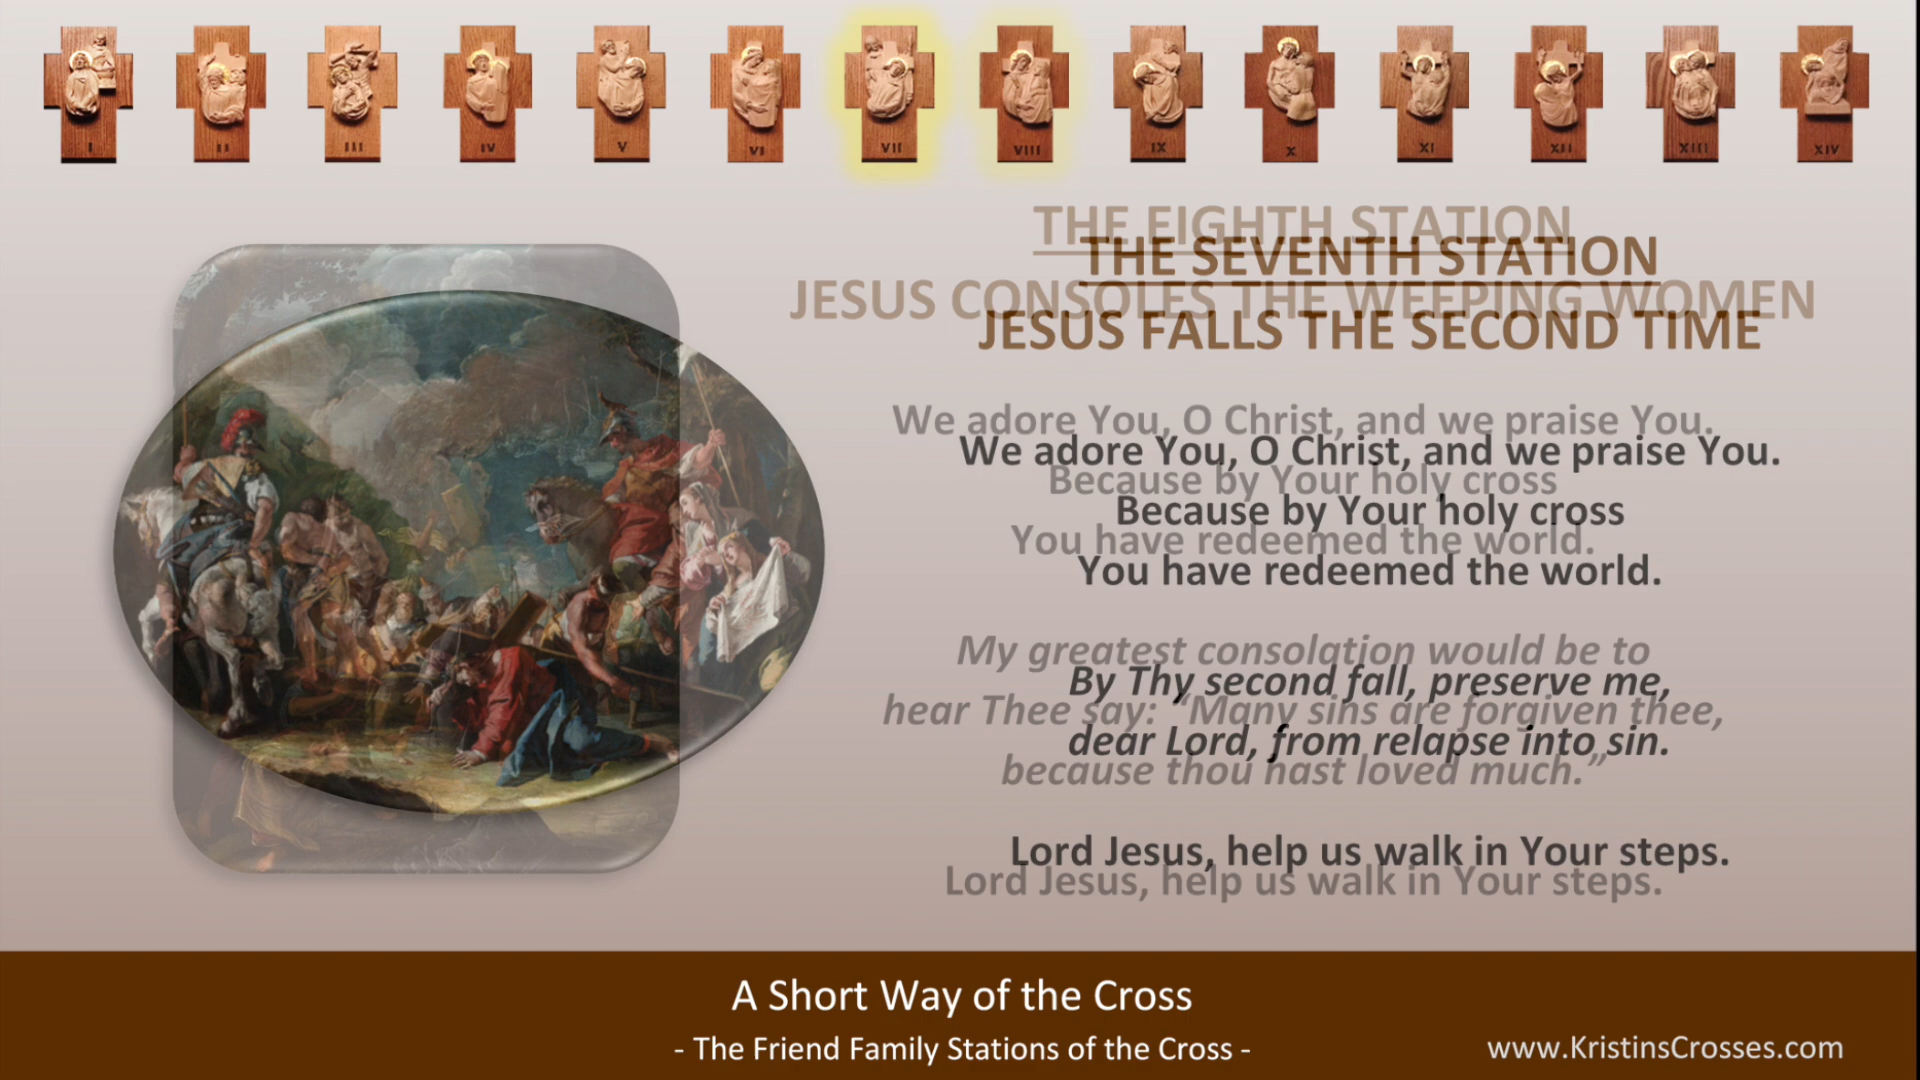 I II III IV V VI VII VIII IX X XI XII XIII XIV
THE EIGHTH STATION
THE SEVENTH STATION
JESUS CONSOLES THE WEEPING WOMEN
JESUS FALLS THE SECOND TIME
We adore You, O Christ, and we praise You.
We adore You, O Christ, and we praise You.
Because by Your holy cross
Because by Your holy cross
You have redeemed the world.
You have redeemed the world.
My greatest consolation would be to
By Thy second fall, preserve me,
hear Thee say: “Many sins are forgiven thee,
dear Lord, from relapse into sin.
because thou hast loved much.”
Lord Jesus, help us walk in Your steps.
Lord Jesus, help us walk in Your steps.
A Short Way of the Cross
- The Friend Family Stations of the Cross -
www.KristinsCrosses.com